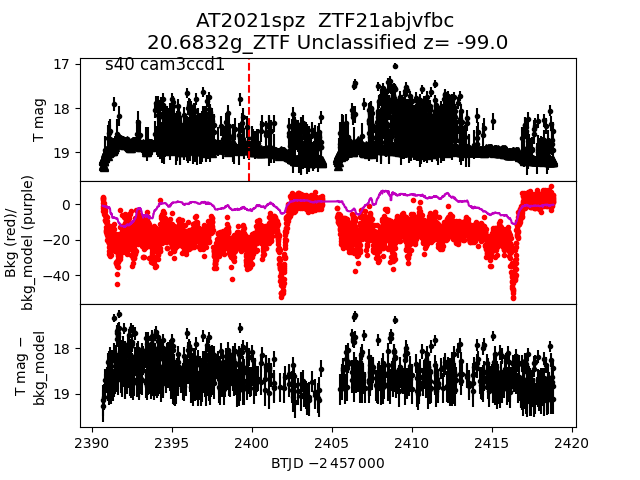 AT2021spz  ZTF21abjvfbc
20.6832g_ZTF Unclassified z= -99.0
s40 cam3ccd1
17
18
19
T mag
0
−20
−40
Bkg (red)/
bkg_model (purple)
18
19
T mag −
bkg_model
2390 2395 2400 2405 2410 2415 2420
BTJD −2 457 000